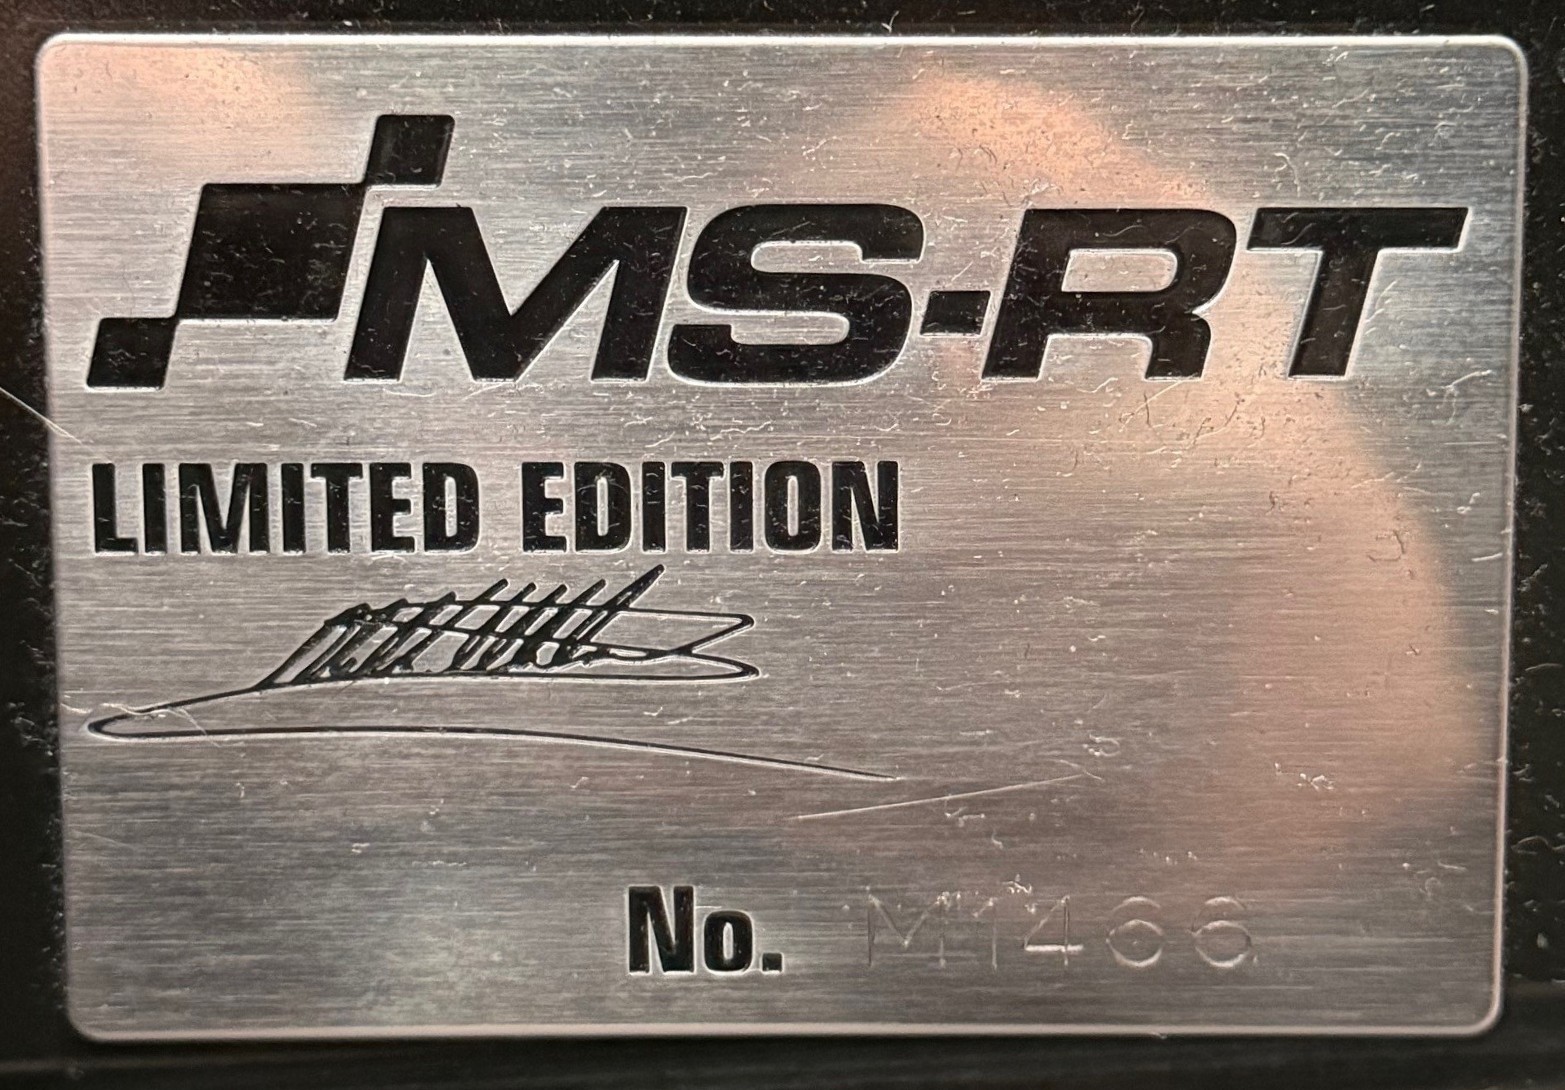 MS-RT
LIMITED EDITION
No. M1466